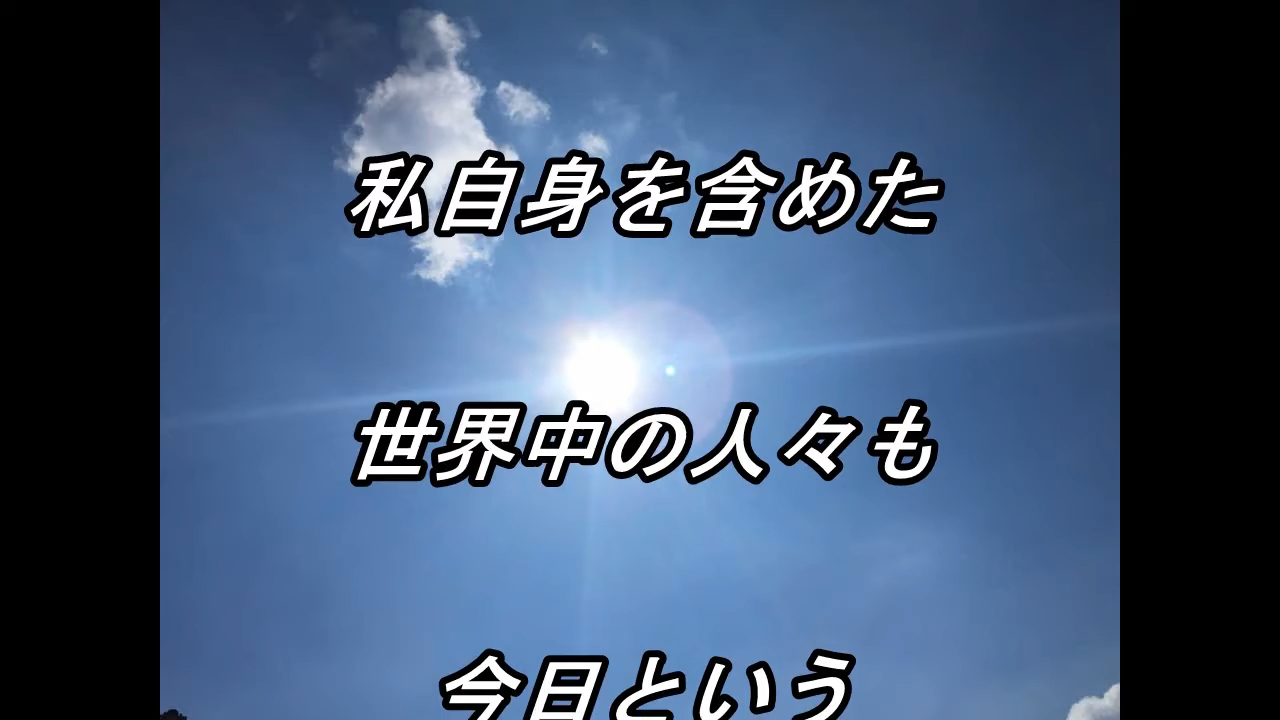 私自身を含めた
世界中の人々も
今日という